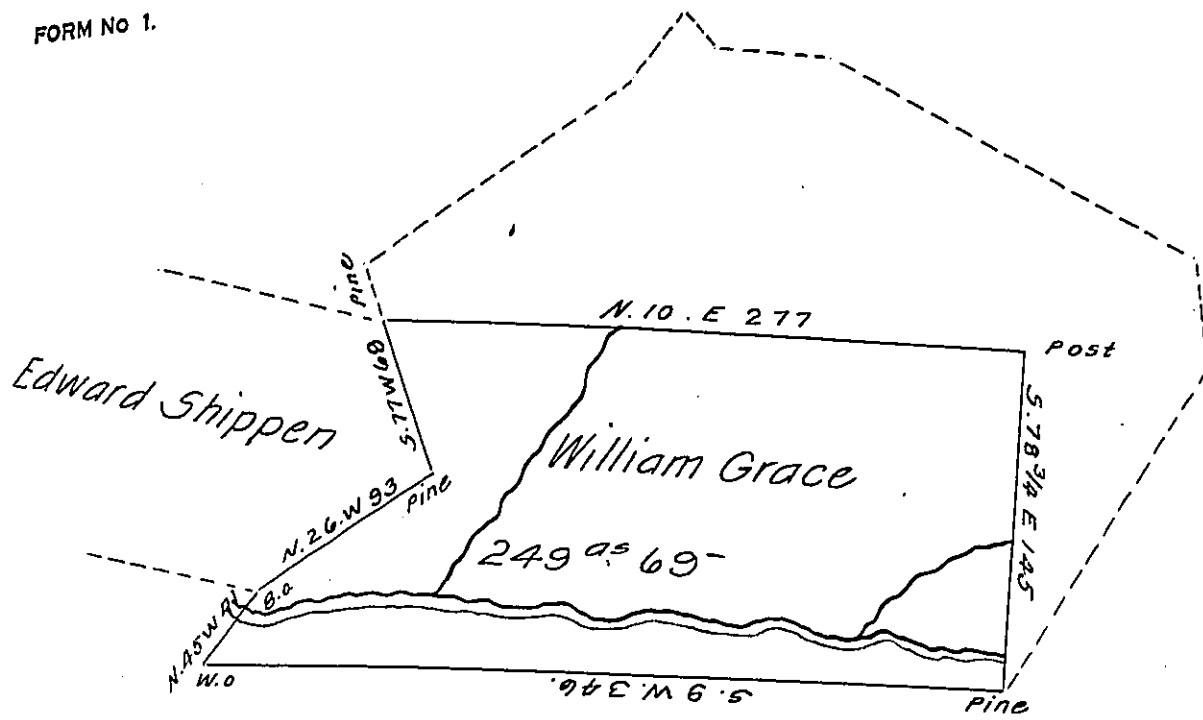 FORM No 1.
Pine
N. 10. E 277
Post
S. 77 W 68
Edward Shippen
William Grace
S. 78 3/4 E 145
Pine
N. 26. W 93
249 as 69-
B.o
N. 45 W 41
W.o
S. 9 W. 346.
Pine